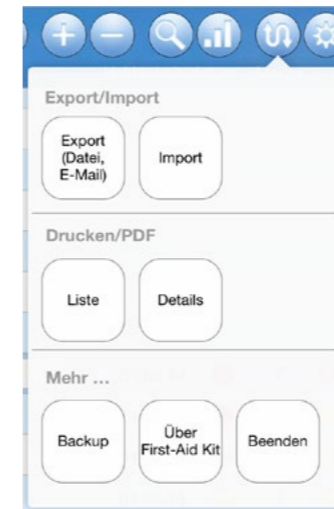 Export/Import
Export
(Datei,
E-Mail)
Import
Drucken/PDF
Liste
Details
Mehr ...
Backup
Über
First-Aid Kit
Beenden